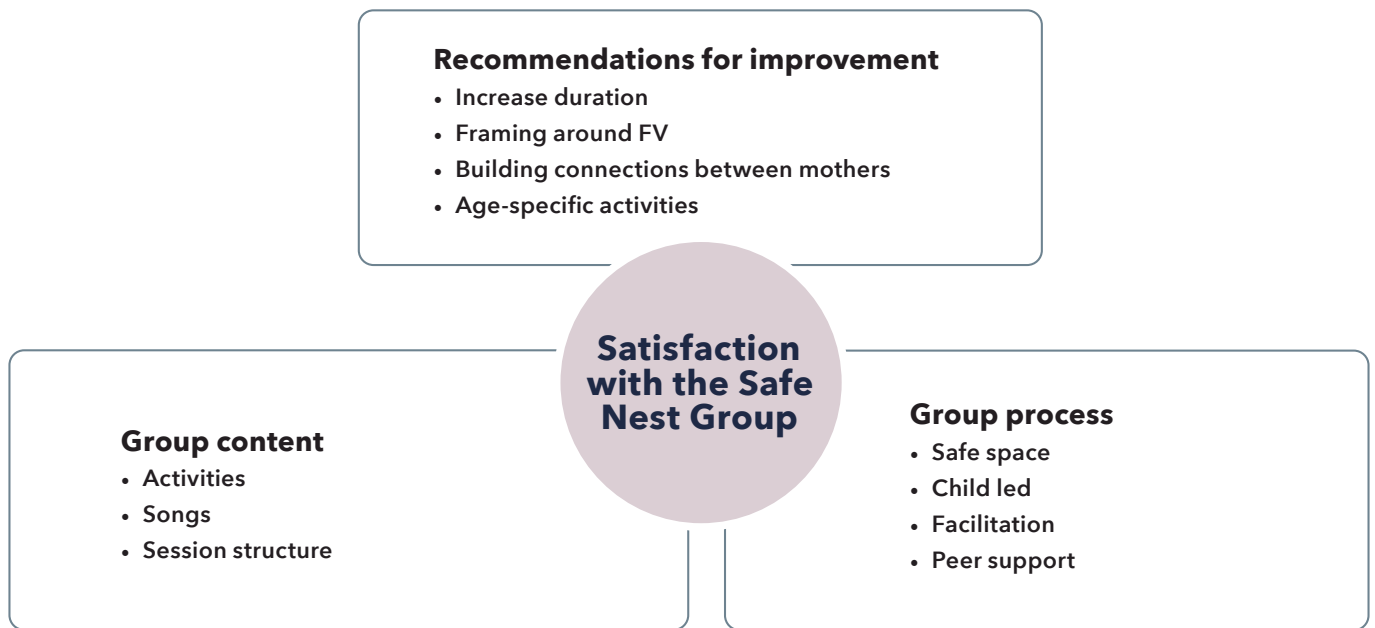 Recommendations for improvement
• Increase duration
• Framing around FV
• Building connections between mothers
• Age-specific activities
Satisfaction
with the Safe
Nest Group
Group content
• Activities
• Songs
• Session structure
Group process
• Safe space
• Child led
• Facilitation
• Peer support